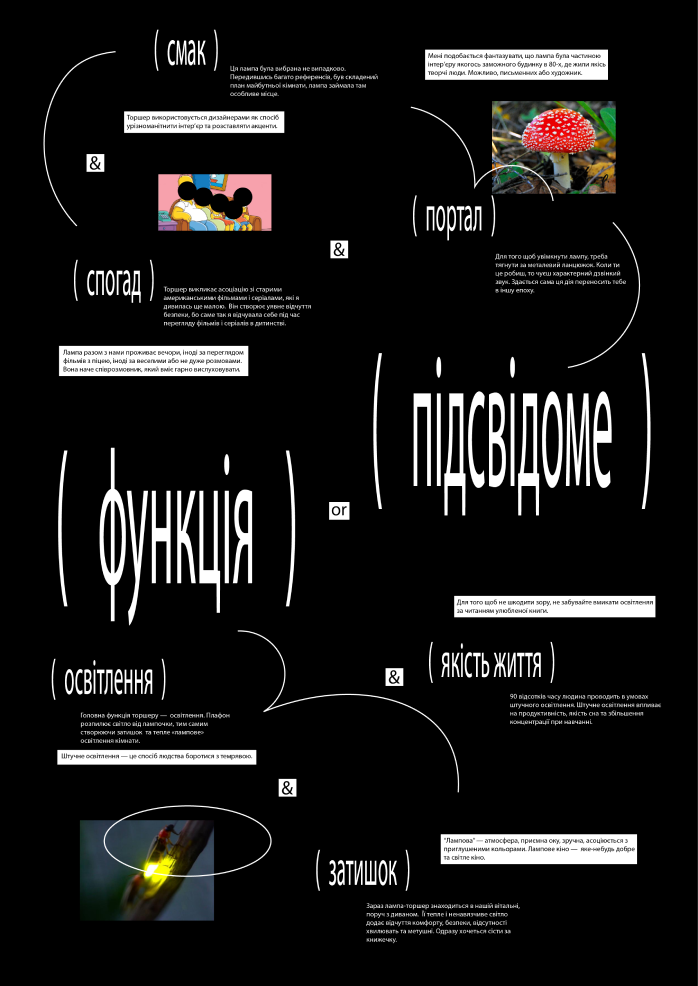 ( смак )
Ця лампа була вибрана не випадково.
Передивившись багато референсів, був складений
план майбутньої кімнати, лампа займала там
особливе місце.
Мені подобається фантазувати, що лампа була частиною
інтер'єру якогось заможного будинку в 80-х, де жили якісь
творчі люди. Можливо, письменних або художник.
Торшер використовується дизайнерами як спосіб
урізноманітнити інтер'єр та розставляти акценти.
&
( портал )
&
Для того щоб увімкнути лампу, треба
тягнути за металевий ланцюжок. Коли ти
це робиш, то чуєш характерний дзвінкий
звук. Здається сама ця дія переносить тебе
в іншу епоху.
( спогад )
Торшер викликає асоціацію зі старими
американськими фільмами і серіалами, які я
дивилась ще малою. Він створює уявне відчуття
безпеки, бо саме так я відчувала себе під час
перегляду фільмів і серіалів в дитинстві.
Лампа разом з нами проживає вечори, іноді за переглядом
фільмів з піцею, іноді за веселими або не дуже розмовами.
Вона наче співрозмовник, який вміє гарно вислуховувати.
( підсвідоме )
( функція )
or
Для того щоб не шкодити зору, не забувайте вмикати освітленяя
за читанням улюбленої книги.
( освітлення )
( якість життя )
&
90 відсотків часу людина проводить в умовах
штучного освітлення. Штучне освітлення впливає
на продуктивність, якість сна та збільшення
концентрації при навчанні.
Головна функція торшеру — освітлення. Плафон
розпилює світло від лампочки, тим самим
створюючи затишок та тепле «лампове»
освітлення кімнати.
Штучне освітлення — це спосіб людства боротися з темрявою.
&
"Лампова" — атмосфера, приємна оку, зручна, асоціюється з
приглушеними кольорами. Лампове кіно — яке-небудь добре
та світле кіно.
( затишок )
Зараз лампа-торшер знаходиться в нашій вітальні,
поруч з диваном. Її тепле і ненавязчиве світло
додає відчуття комфорту, безпеки, відсутності
хвилювать та метушні. Одразу хочеться сісти за
книжечку.